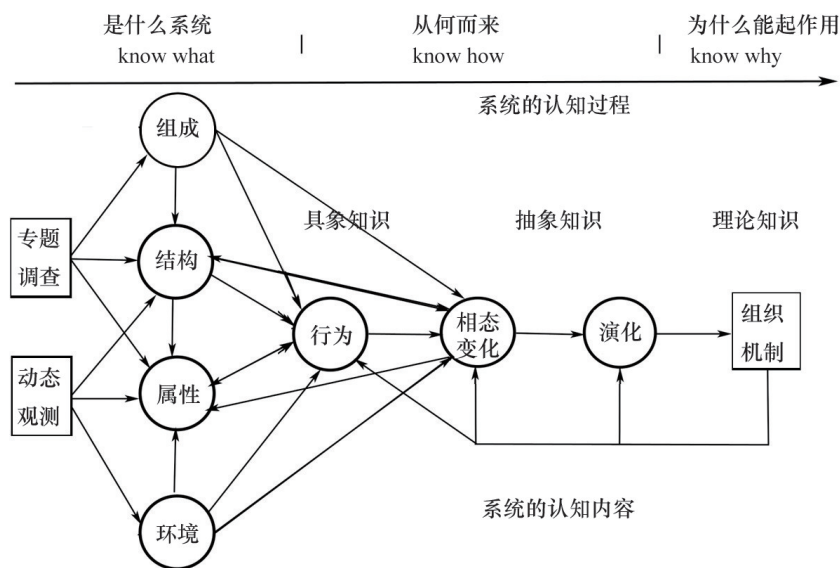 是什么系统
know what
从何而来
know how
为什么能起作用
know why
系统的认知过程
组成
具象知识
抽象知识
理论知识
专题
调查
结构
行为
相态
变化
演化
组织
机制
动态
观测
属性
环境
系统的认知内容